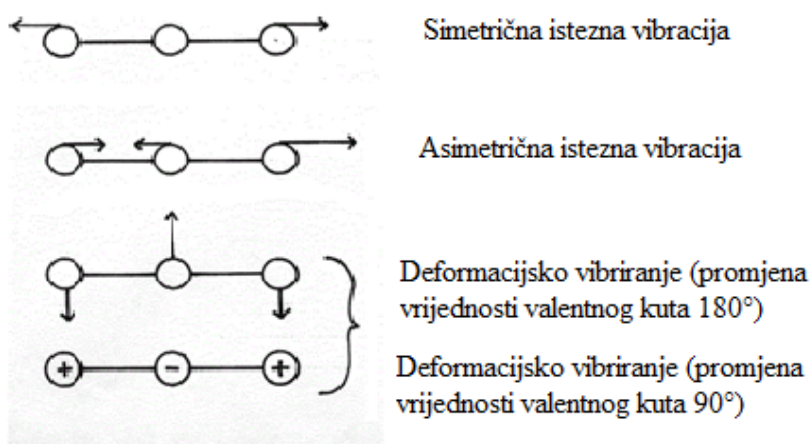 Simetrična istezna vibracija
Asimetrična istezna vibracija
Deformacijsko vibriranje (promjena
vrijednosti valentnog kuta 180°)
+ - +
Deformacijsko vibriranje (promjena
vrijednosti valentnog kuta 90°)